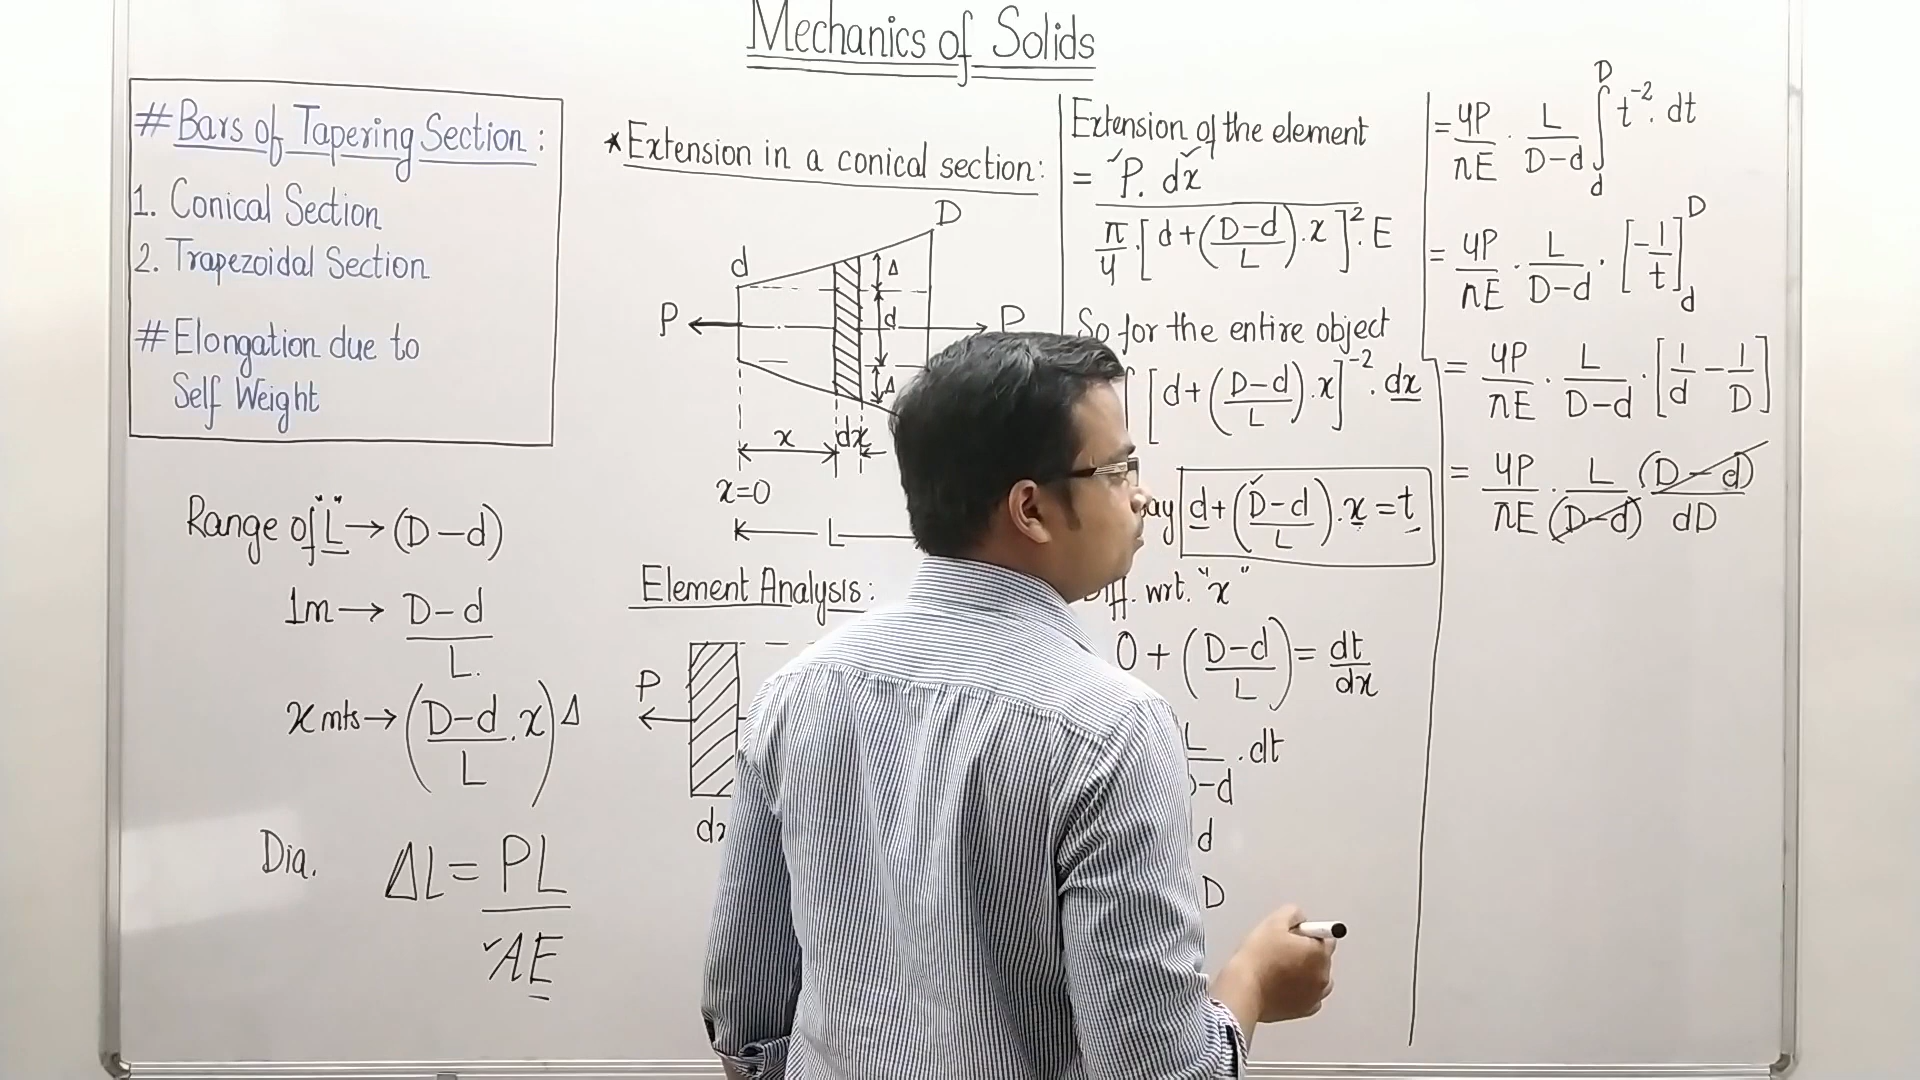 Mechanics of Solids
# Bars of Tapering Section :
1. Conical Section
2. Trapezoidal Section
# Elongation due to
Self Weight
Range of "L" → (D-d)
1m → D-d / L.
x mts → (D-d / L . x) Δ
Dia. ΔL = PL / AE
* Extension in a conical section :
D
d
Δ
P d P
Δ
x dx
x=0
L
Element Analysis :
P
Extension of the element
= P. dx / π/4 . [d+(D-d / L).x]². E
So for the entire object
[d+(D-d / L).x]⁻² . dx
d+(D-d / L).x = t
wrt. "x"
0 + (D-d / L) = dt/dx
. dt
d
D
= 4P/πE . L/D-d ∫_d^D t⁻². dt
= 4P/πE . L/D-d . [-1/t]_d^D
= 4P/πE . L/D-d . [1/d - 1/D]
= 4P/πE . L/(D-d) (D-d)/dD